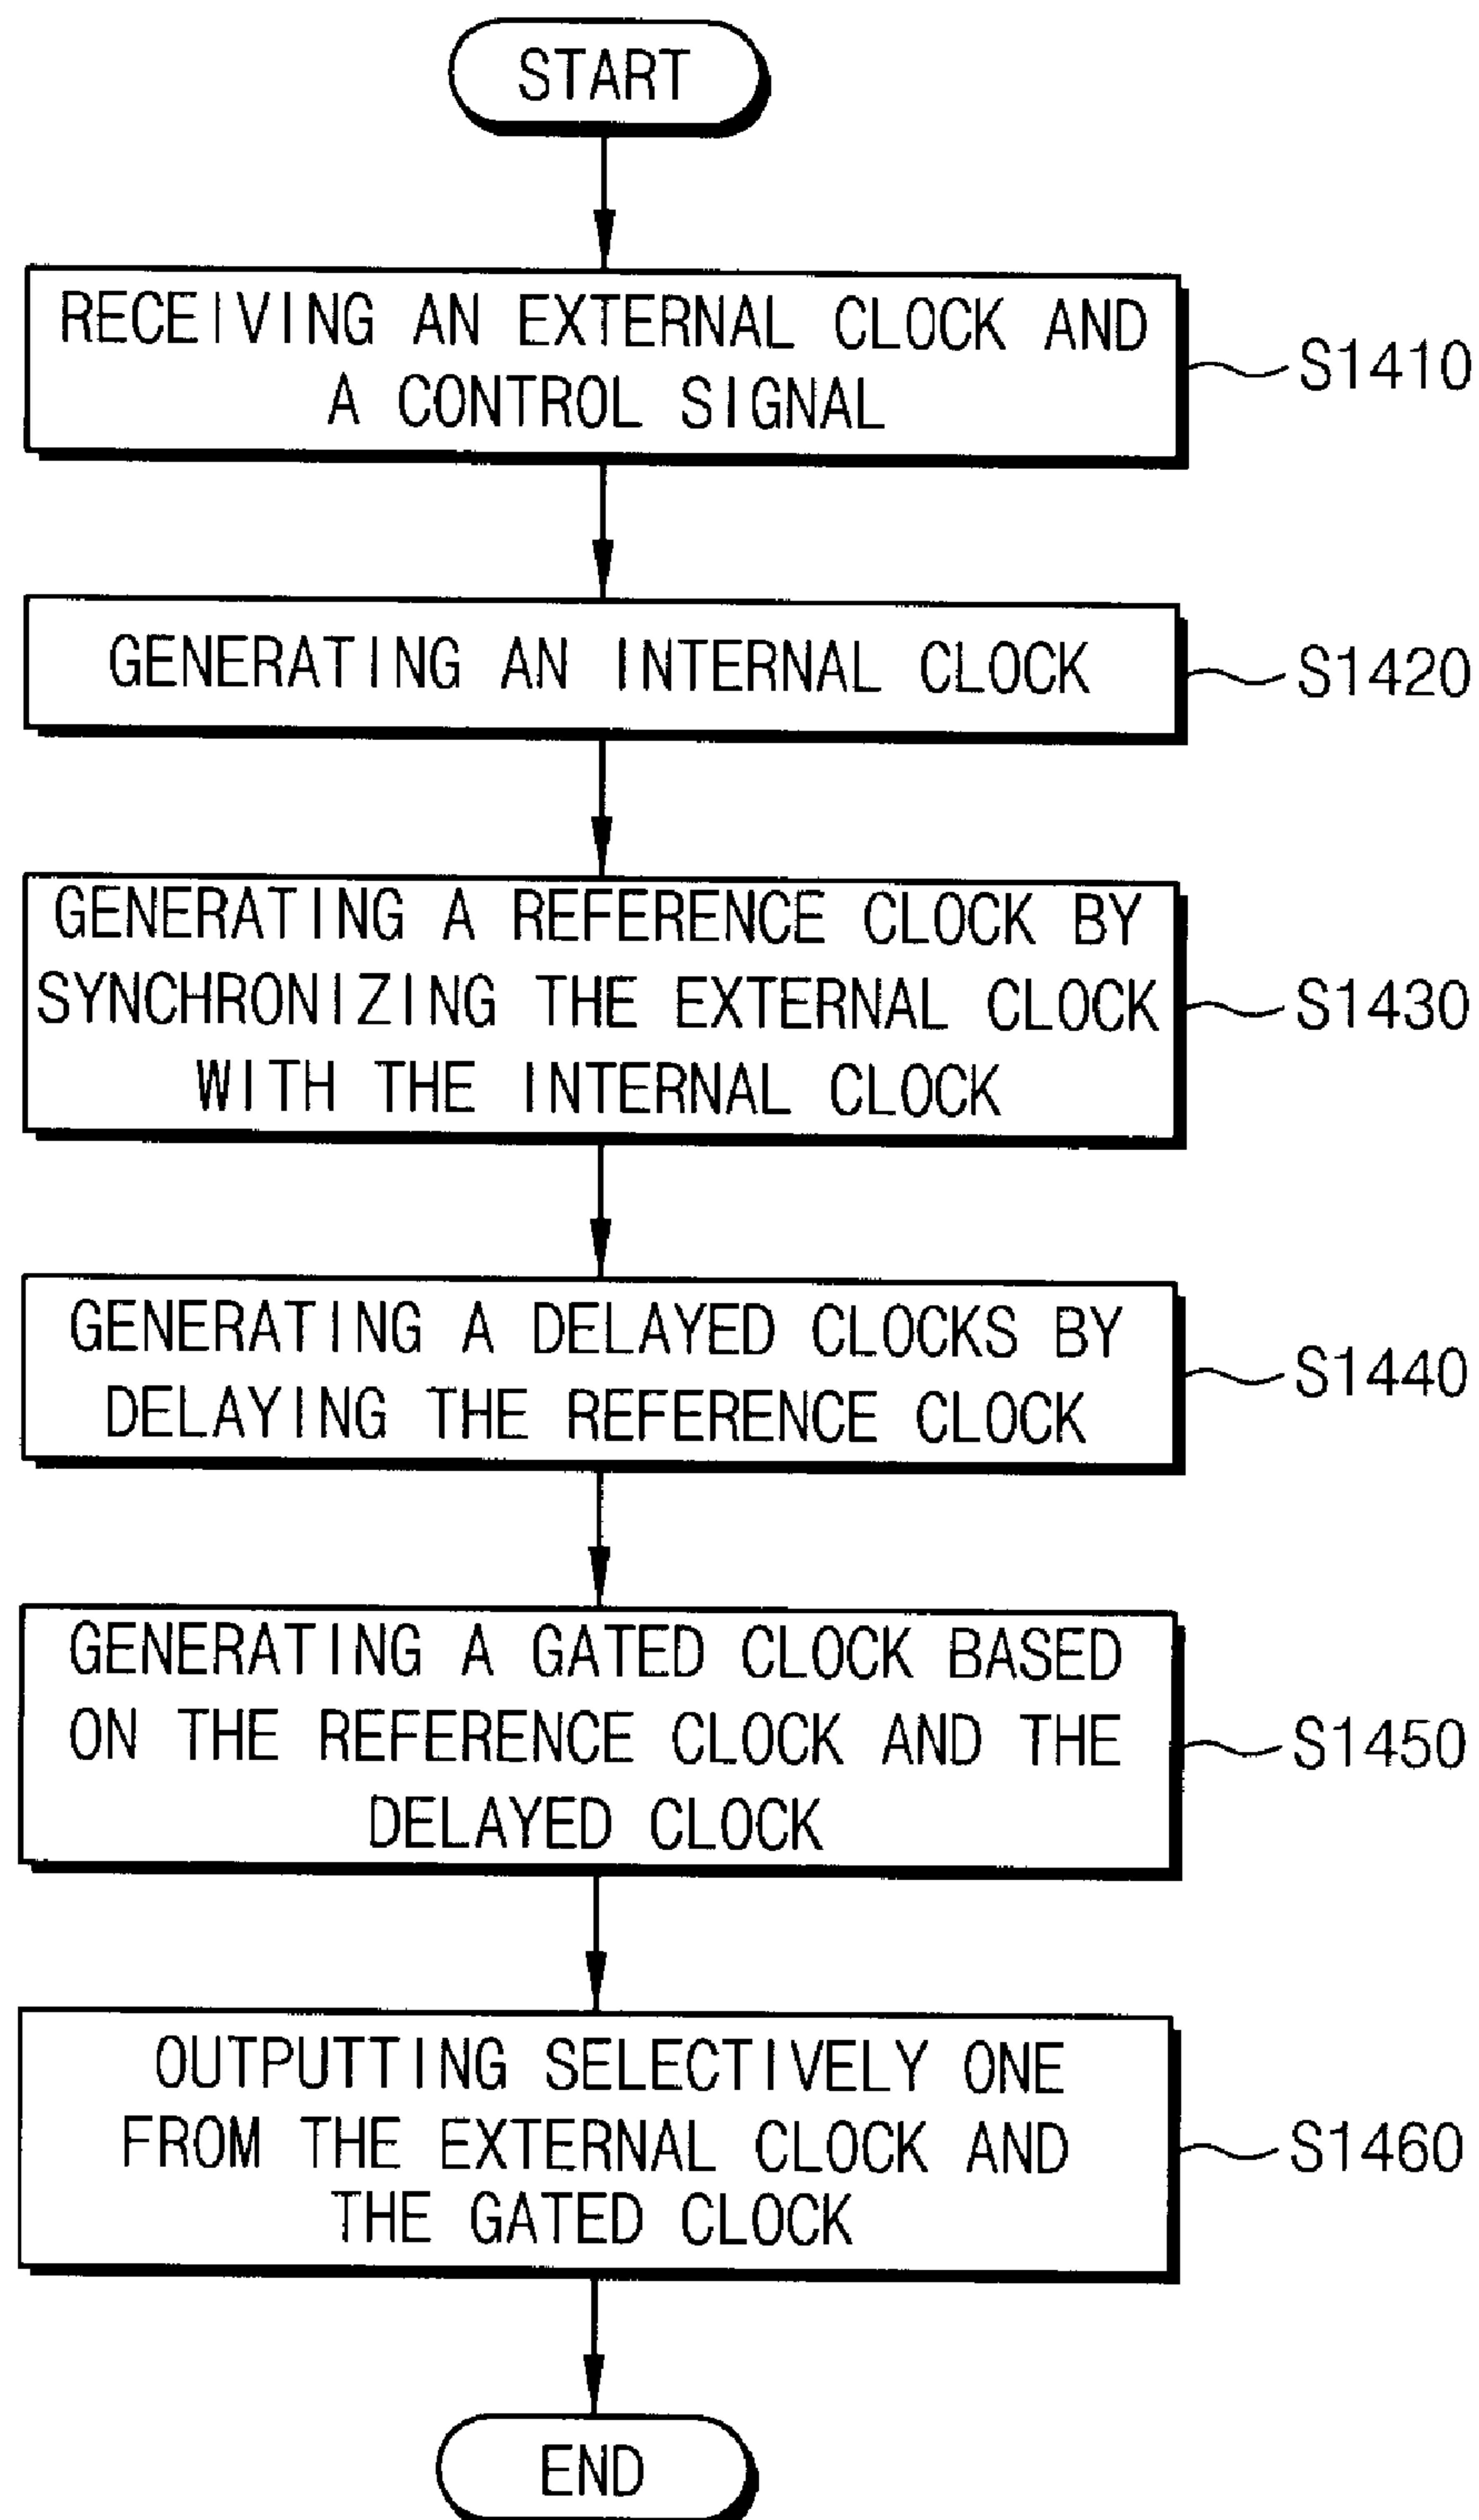 START
RECEIVING AN EXTERNAL CLOCK AND
A CONTROL SIGNAL
S1410
GENERATING AN INTERNAL CLOCK
S1420
GENERATING A REFERENCE CLOCK BY
SYNCHRONIZING THE EXTERNAL CLOCK
WITH THE INTERNAL CLOCK
S1430
GENERATING A DELAYED CLOCKS BY
DELAYING THE REFERENCE CLOCK
S1440
GENERATING A GATED CLOCK BASED
ON THE REFERENCE CLOCK AND THE
DELAYED CLOCK
S1450
OUTPUTTING SELECTIVELY ONE
FROM THE EXTERNAL CLOCK AND
THE GATED CLOCK
S1460
END